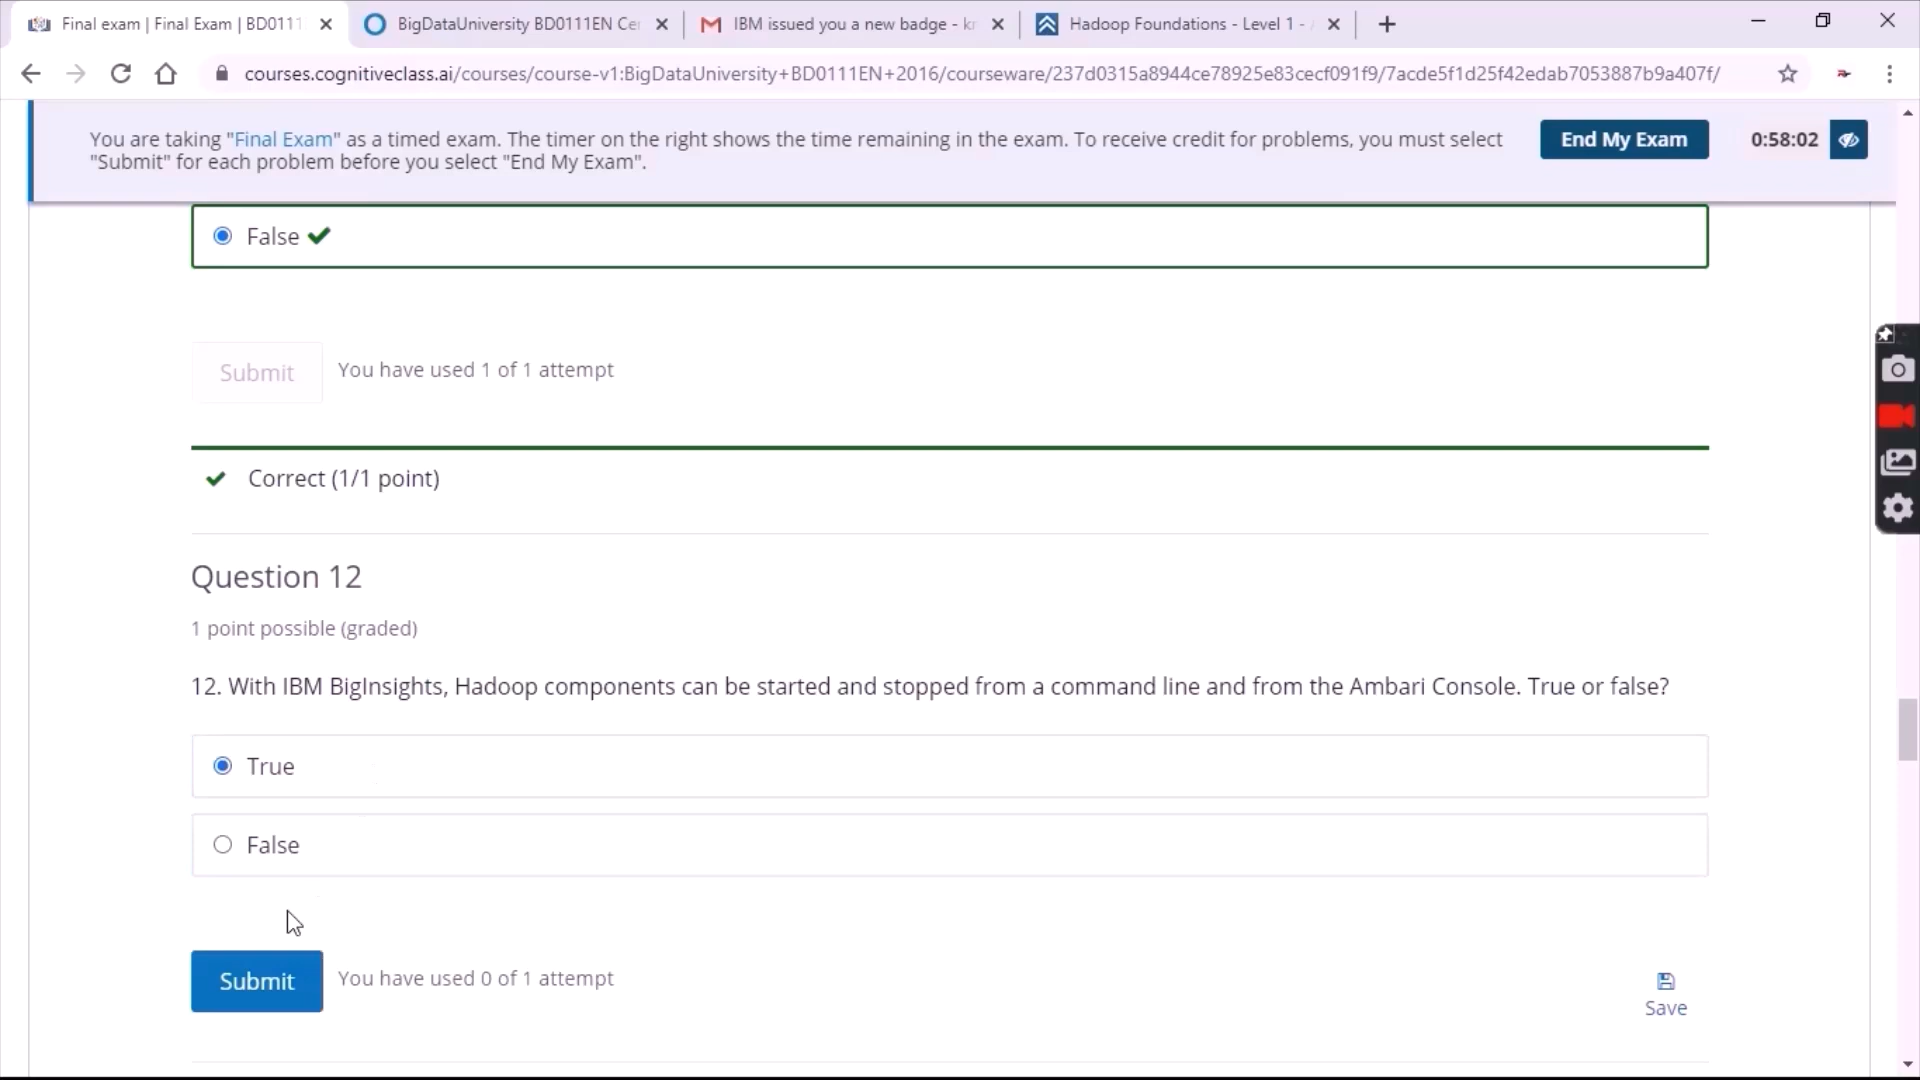 Final exam | Final Exam | BD0111
BigDataUniversity BD0111EN Cer
IBM issued you a new badge - kr
Hadoop Foundations - Level 1 -
courses.cognitiveclass.ai/courses/course-v1:BigDataUniversity+BD0111EN+2016/courseware/237d0315a8944ce78925e83cecf091f9/7acde5f1d25f42edab7053887b9a407f/
You are taking "Final Exam" as a timed exam. The timer on the right shows the time remaining in the exam. To receive credit for problems, you must select
"Submit" for each problem before you select "End My Exam".
End My Exam
0:58:02
False
Submit
You have used 1 of 1 attempt
Correct (1/1 point)
Question 12
1 point possible (graded)
12. With IBM BigInsights, Hadoop components can be started and stopped from a command line and from the Ambari Console. True or false?
True
False
Submit
You have used 0 of 1 attempt
Save